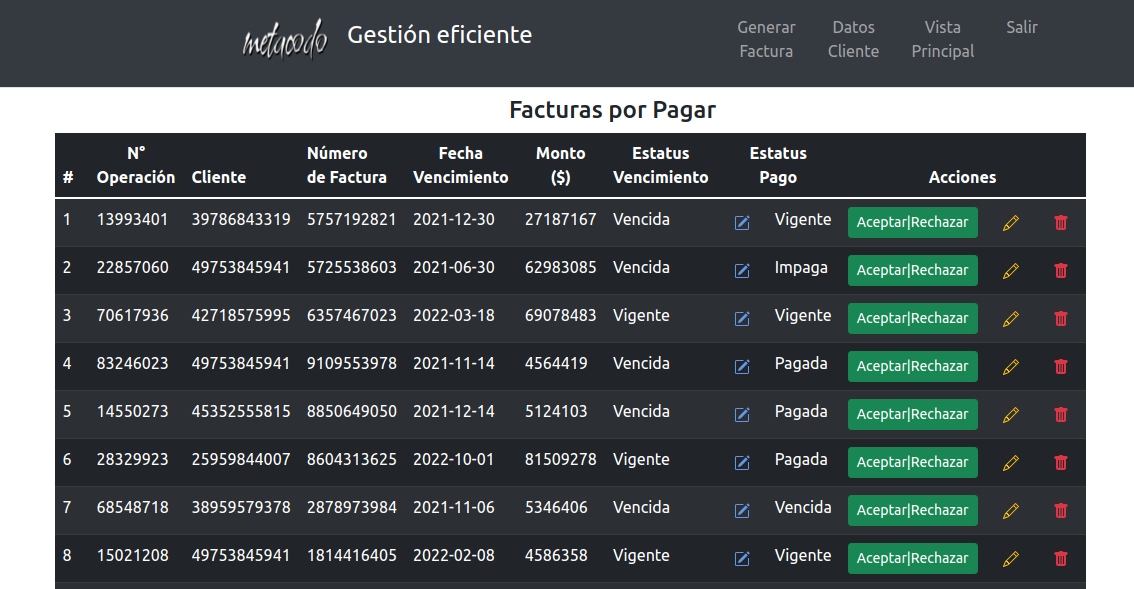 metaoodo Gestión eficiente
Generar Factura
Datos Cliente
Vista Principal
Salir
Facturas por Pagar
# N° Operación Cliente Número de Factura Fecha Vencimiento Monto ($) Estatus Vencimiento Estatus Pago Acciones
1 13993401 39786843319 5757192821 2021-12-30 27187167 Vencida Vigente Aceptar|Rechazar
2 22857060 49753845941 5725538603 2021-06-30 62983085 Vencida Impaga Aceptar|Rechazar
3 70617936 42718575995 6357467023 2022-03-18 69078483 Vigente Vigente Aceptar|Rechazar
4 83246023 49753845941 9109553978 2021-11-14 4564419 Vencida Pagada Aceptar|Rechazar
5 14550273 45352555815 8850649050 2021-12-14 5124103 Vencida Pagada Aceptar|Rechazar
6 28329923 25959844007 8604313625 2022-10-01 81509278 Vigente Pagada Aceptar|Rechazar
7 68548718 38959579378 2878973984 2021-11-06 5346406 Vencida Vencida Aceptar|Rechazar
8 15021208 49753845941 1814416405 2022-02-08 4586358 Vigente Vigente Aceptar|Rechazar